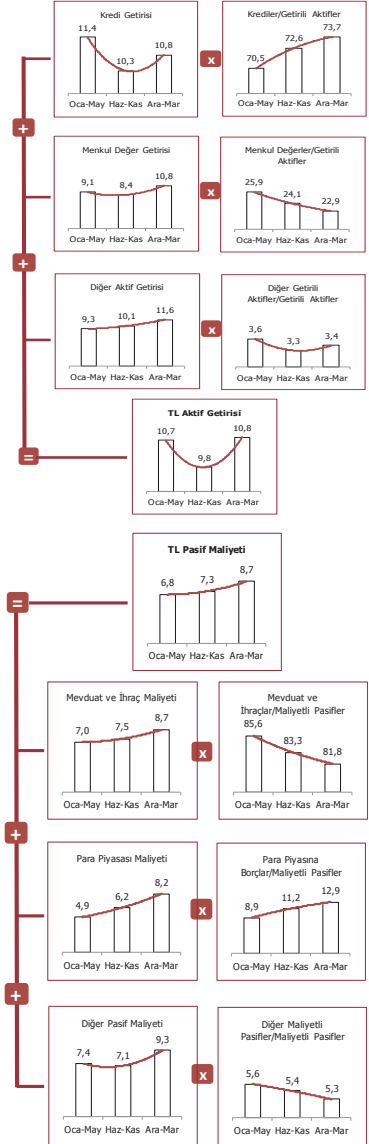 Kredi Getirisi
11,4
10,3
10,8
Oca-May Haz-Kas Ara-Mar
x
Krediler/Getirili Aktifler
70,5
72,6
73,7
Oca-May Haz-Kas Ara-Mar
+
Menkul Değer Getirisi
9,1
8,4
10,8
Oca-May Haz-Kas Ara-Mar
x
Menkul Değerler/Getirili
Aktifler
25,9
24,1
22,9
Oca-May Haz-Kas Ara-Mar
+
Diğer Aktif Getirisi
9,3
10,1
11,6
Oca-May Haz-Kas Ara-Mar
x
Diğer Getirili
Aktifler/Getirili Aktifler
3,6
3,3
3,4
Oca-May Haz-Kas Ara-Mar
TL Aktif Getirisi
10,7
9,8
10,8
Oca-May Haz-Kas Ara-Mar
=
TL Pasif Maliyeti
6,8
7,3
8,7
Oca-May Haz-Kas Ara-Mar
=
Mevduat ve İhraç Maliyeti
7,0
7,5
8,7
Oca-May Haz-Kas Ara-Mar
x
Mevduat ve
İhraçlar/Maliyetli Pasifler
85,6
83,3
81,8
Oca-May Haz-Kas Ara-Mar
+
Para Piyasası Maliyeti
4,9
6,2
8,2
Oca-May Haz-Kas Ara-Mar
x
Para Piyasına
Borçlar/Maliyetli Pasifler
8,9
11,2
12,9
Oca-May Haz-Kas Ara-Mar
+
Diğer Pasif Maliyeti
7,4
7,1
9,3
Oca-May Haz-Kas Ara-Mar
x
Diğer Maliyetli
Pasifler/Maliyetli Pasifler
5,6
5,4
5,3
Oca-May Haz-Kas Ara-Mar